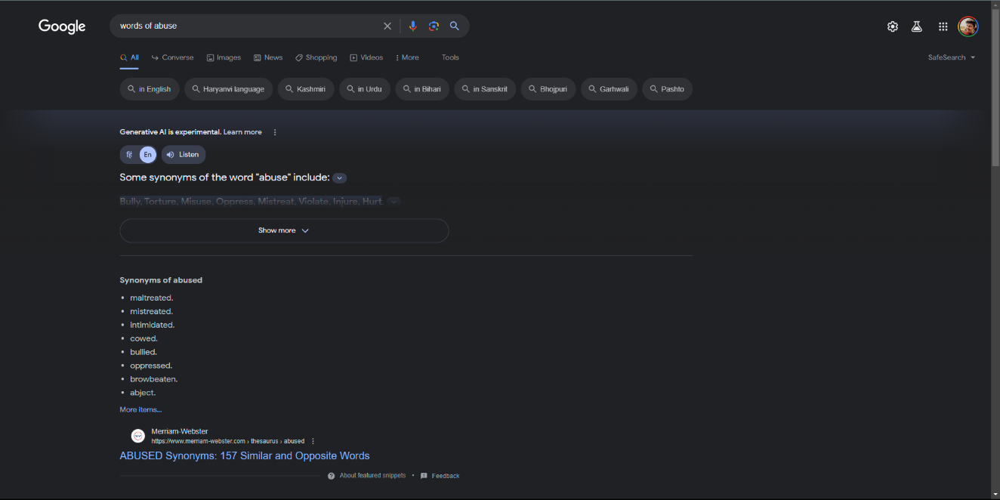 Google
words of abuse
All Converse Images News Shopping Videos More Tools SafeSearch
in English Haryanvi language Kashmiri in Urdu in Bihari in Sanskrit Bhojpuri Garhwali Pashto
Generative AI is experimental. Learn more
हिं En Listen
Some synonyms of the word "abuse" include:
Bully, Torture, Misuse, Oppress, Mistreat, Violate, Injure, Hurt.
Show more
Synonyms of abused
• maltreated.
• mistreated.
• intimidated.
• cowed.
• bullied.
• oppressed.
• browbeaten.
• abject.
More items...
Merriam-Webster
https://www.merriam-webster.com › thesaurus › abused
ABUSED Synonyms: 157 Similar and Opposite Words
About featured snippets • Feedback